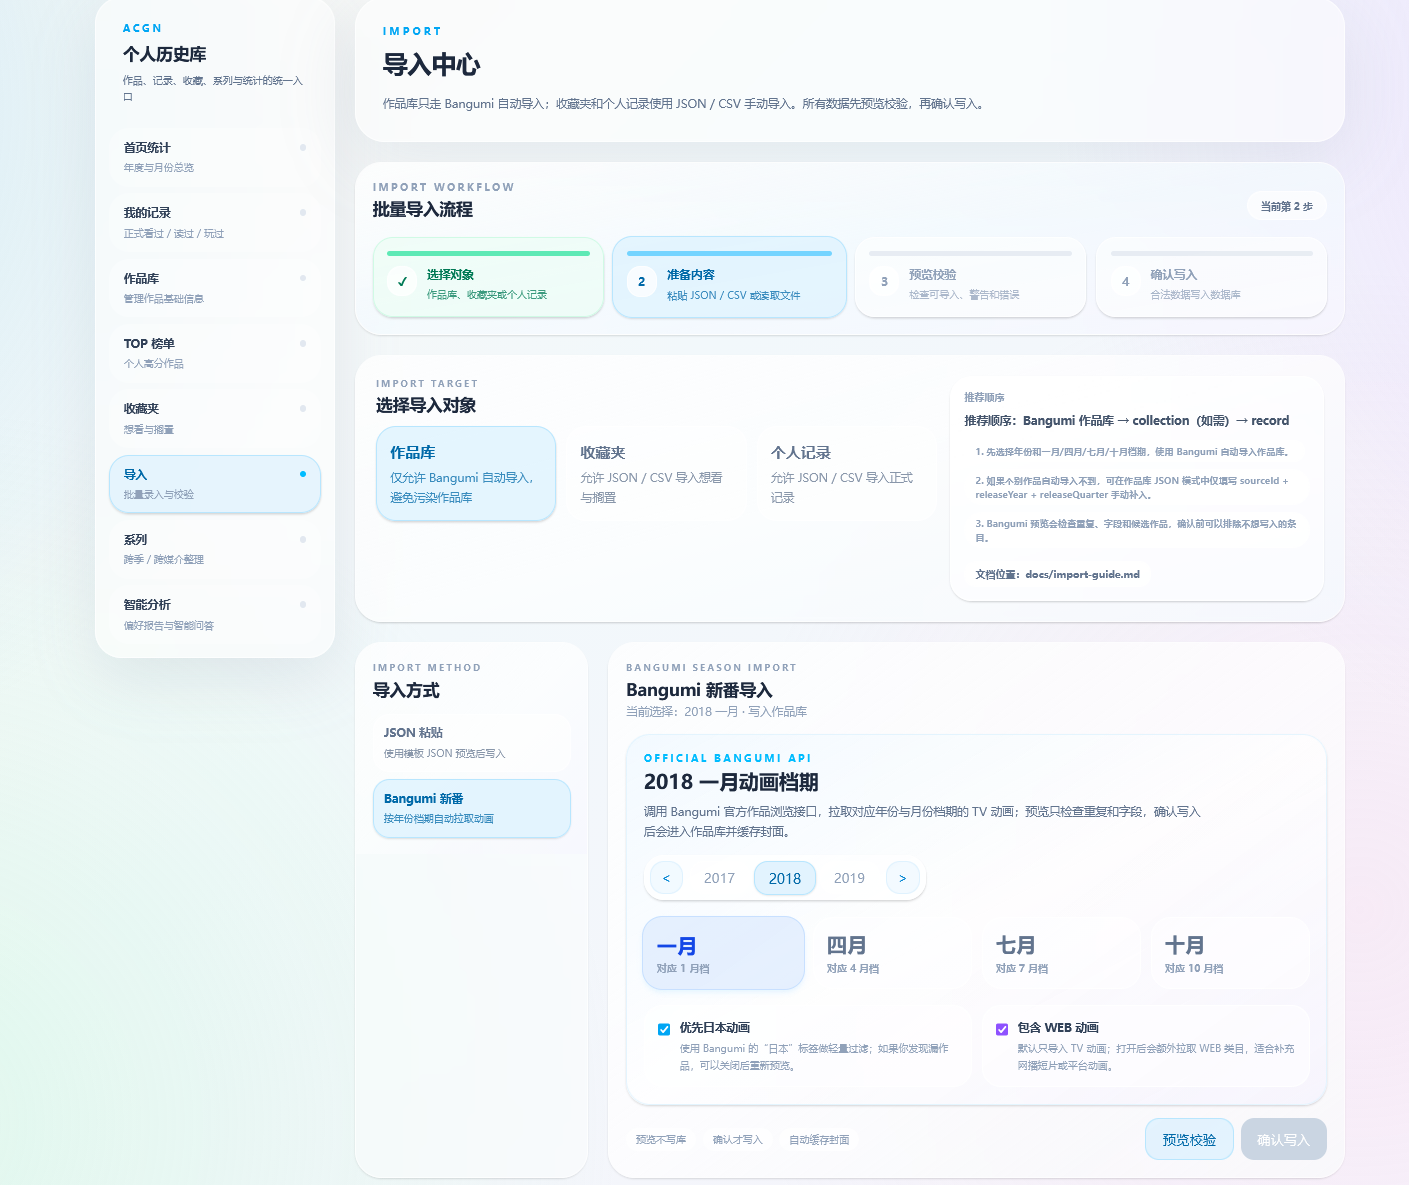 ACGN
个人历史库
作品、记录、收藏、系列与统计的统一入
口
首页统计
年度与月份总览
我的记录
正式看过 / 读过 / 玩过
作品库
管理作品基础信息
TOP 榜单
个人高分作品
收藏夹
想看与搁置
导入
批量录入与校验
系列
跨季 / 跨媒介整理
智能分析
偏好报告与智能问答
IMPORT
导入中心
作品库只走 Bangumi 自动导入；收藏夹和个人记录使用 JSON / CSV 手动导入。所有数据先预览校验，再确认写入。
IMPORT WORKFLOW
批量导入流程
当前第 2 步
✓
选择对象
作品库、收藏夹或个人记录
2
准备内容
粘贴 JSON / CSV 或读取文件
3
预览校验
检查可导入、警告和错误
4
确认写入
合法数据写入数据库
IMPORT TARGET
选择导入对象
作品库
仅允许 Bangumi 自动导入，
避免污染作品库
收藏夹
允许 JSON / CSV 导入想看
与搁置
个人记录
允许 JSON / CSV 导入正式
记录
推荐顺序
推荐顺序：Bangumi 作品库 → collection（如需）→ record
1. 先选择年份和一月/四月/七月/十月档期，使用 Bangumi 自动导入作品库。
2. 如果个别作品自动导入不到，可在作品库 JSON 模式中仅填写 sourceId +
releaseYear + releaseQuarter 手动补入。
3. Bangumi 预览会检查重复、字段和候选作品，确认前可以排除不想写入的条
目。
文档位置：docs/import-guide.md
IMPORT METHOD
导入方式
JSON 粘贴
使用模板 JSON 预览后写入
Bangumi 新番
按年份档期自动拉取动画
BANGUMI SEASON IMPORT
Bangumi 新番导入
当前选择：2018 一月 · 写入作品库
OFFICIAL BANGUMI API
2018 一月动画档期
调用 Bangumi 官方作品浏览接口，拉取对应年份与月份档期的 TV 动画；预览只检查重复和字段，确认写入
后会进入作品库并缓存封面。
< 2017 2018 2019 >
一月
对应 1 月档
四月
对应 4 月档
七月
对应 7 月档
十月
对应 10 月档
优先日本动画
使用 Bangumi 的“日本”标签做轻量过滤；如果你发现漏作
品，可以关闭后重新预览。
包含 WEB 动画
默认只导入 TV 动画；打开后会额外拉取 WEB 类目，适合补充
网播短片或平台动画。
预览不写库
确认才写入
自动缓存封面
预览校验
确认写入